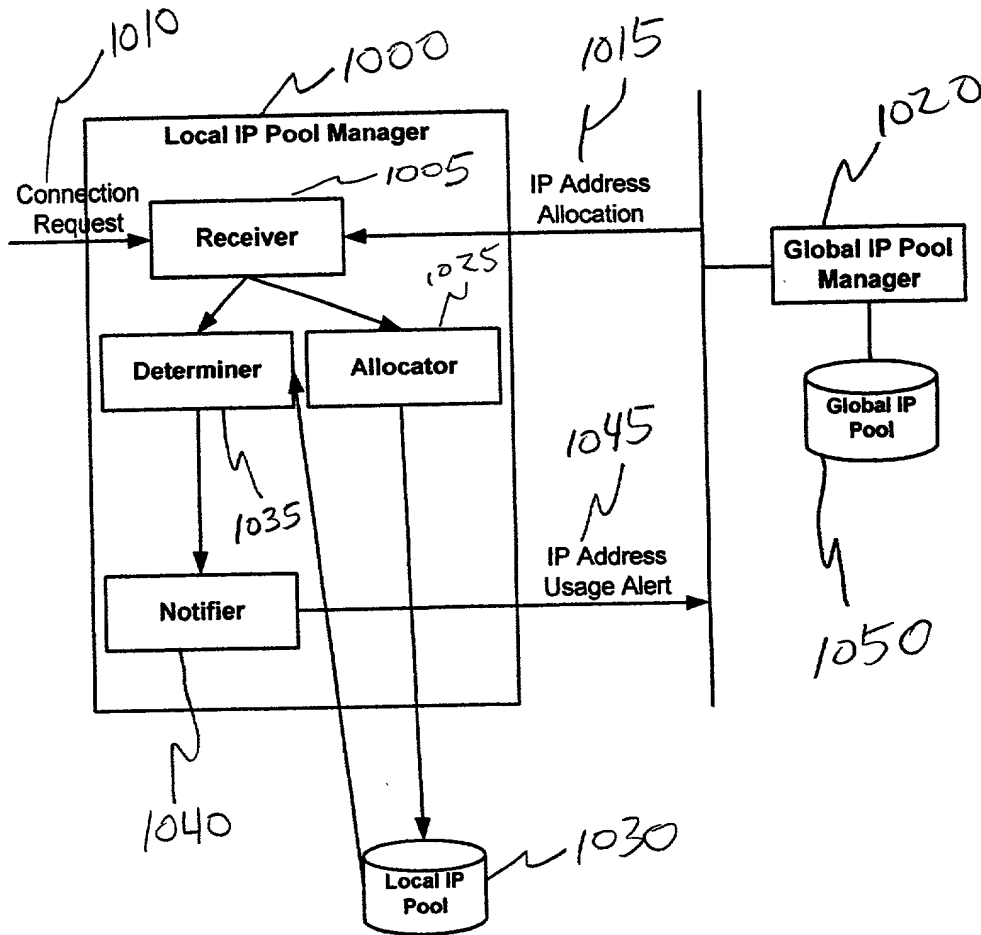 1010
1000
1015
1020
Local IP Pool Manager
Connection
Request
1005
Receiver
IP Address
Allocation
Global IP Pool
Manager
1025
Determiner
Allocator
Global IP
Pool
1035
1045
IP Address
Usage Alert
Notifier
1050
1040
1030
Local IP
Pool